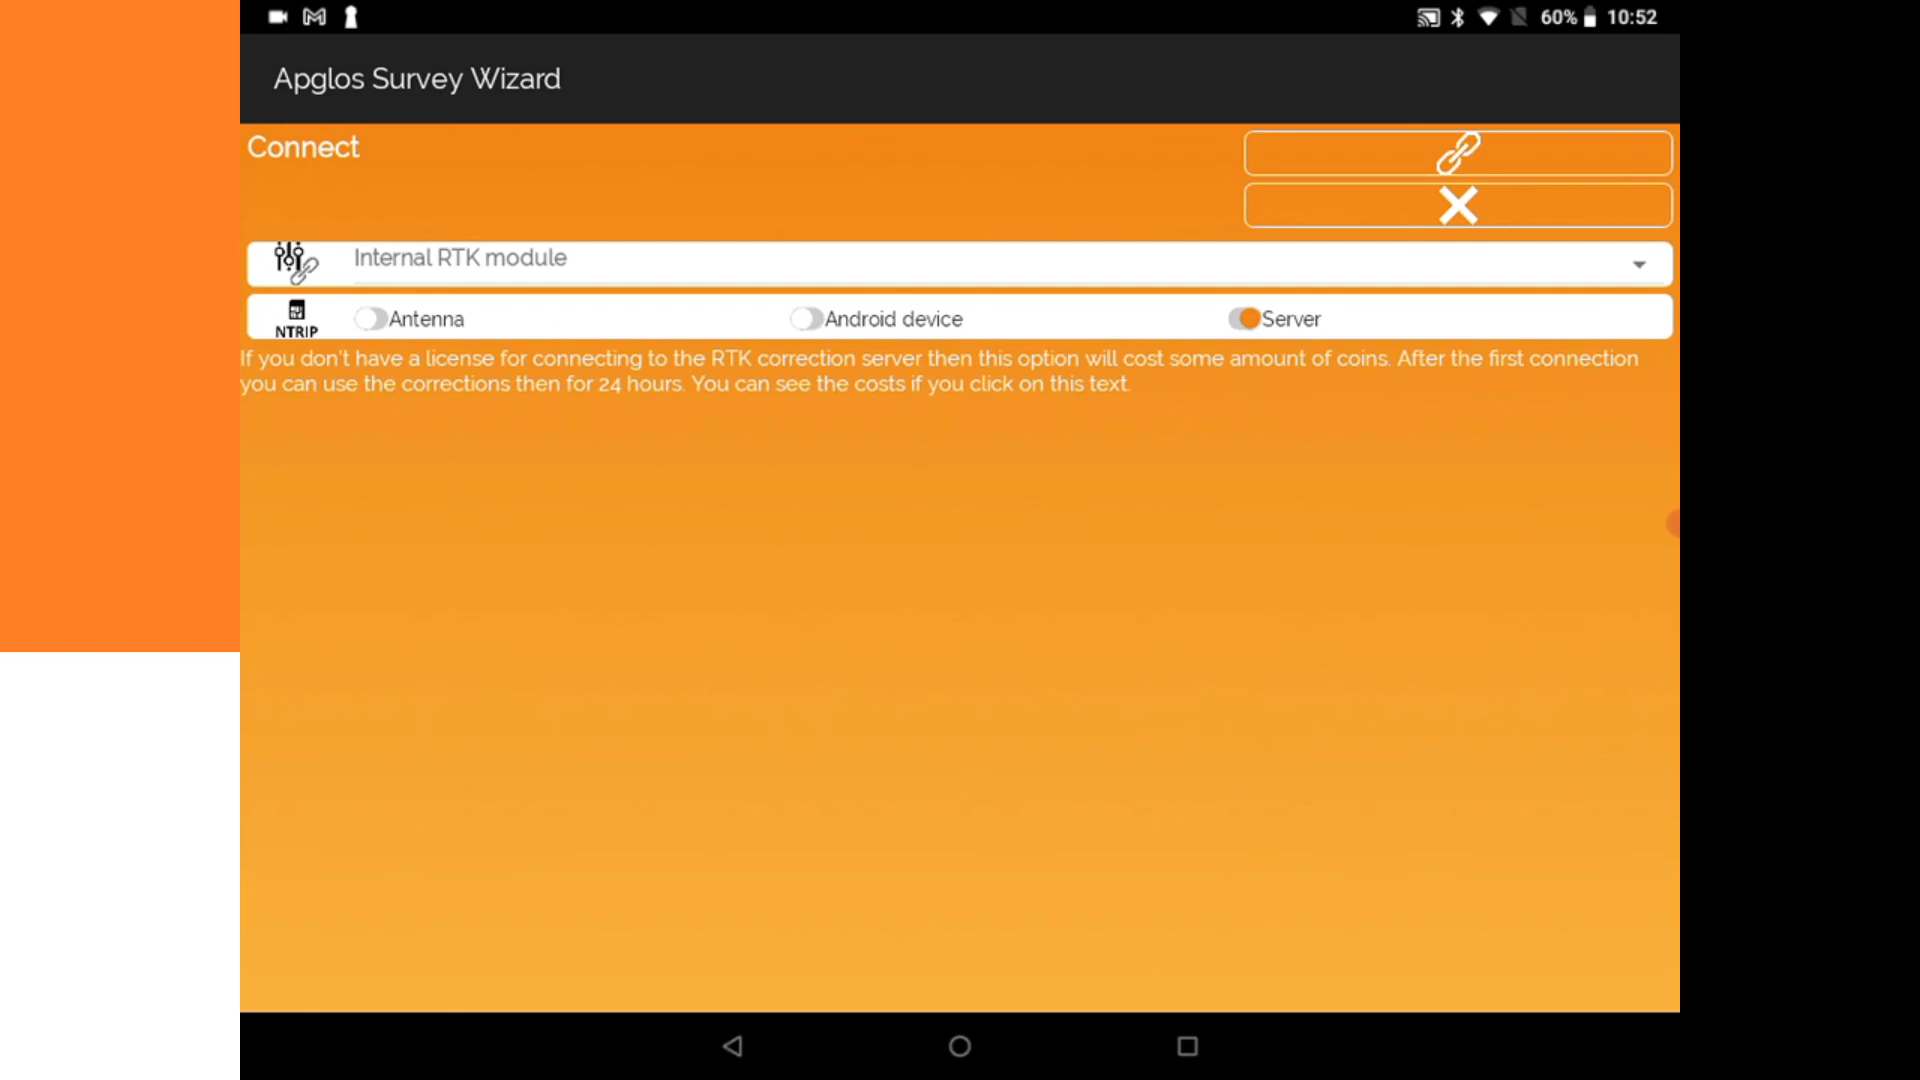 60% 10:52
Apglos Survey Wizard
Connect
Internal RTK module
NTRIP Antenna Android device Server
If you don't have a license for connecting to the RTK correction server then this option will cost some amount of coins. After the first connection
you can use the corrections then for 24 hours. You can see the costs if you click on this text.